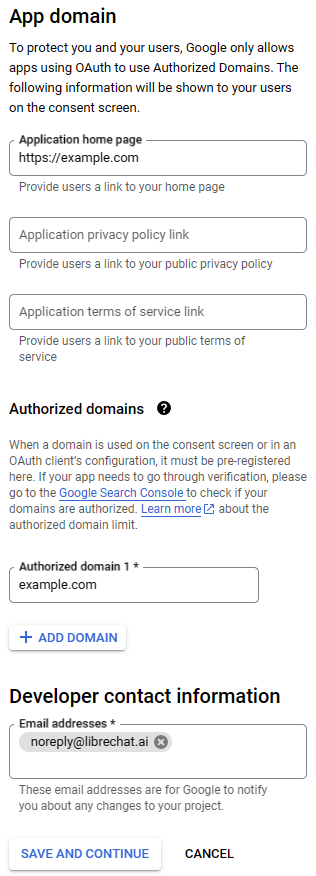 App domain
To protect you and your users, Google only allows
apps using OAuth to use Authorized Domains. The
following information will be shown to your users
on the consent screen.
Application home page
https://example.com
Provide users a link to your home page
Application privacy policy link
Provide users a link to your public privacy policy
Application terms of service link
Provide users a link to your public terms of
service
Authorized domains ?
When a domain is used on the consent screen or in an
OAuth client's configuration, it must be pre-registered
here. If your app needs to go through verification, please
go to the Google Search Console to check if your
domains are authorized. Learn more about the
authorized domain limit.
Authorized domain 1 *
example.com
+ ADD DOMAIN
Developer contact information
Email addresses *
noreply@librechat.ai
These email addresses are for Google to notify
you about any changes to your project.
SAVE AND CONTINUE CANCEL